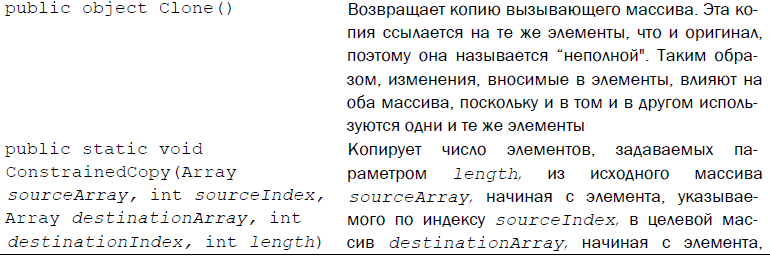 public object Clone()
Возвращает копию вызывающего массива. Эта ко-
пия ссылается на те же элементы, что и оригинал,
поэтому она называется “неполной". Таким обра-
зом, изменения, вносимые в элементы, влияют на
оба массива, поскольку и в том и в другом исполь-
зуются одни и те же элементы
public static void
ConstrainedCopy(Array
sourceArray, int sourceIndex,
Array destinationArray, int
destinationIndex, int length)
Копирует число элементов, задаваемых па-
раметром length, из исходного массива
sourceArray, начиная с элемента, указывае-
мого по индексу sourceIndex, в целевой мас-
сив destinationArray, начиная с элемента,